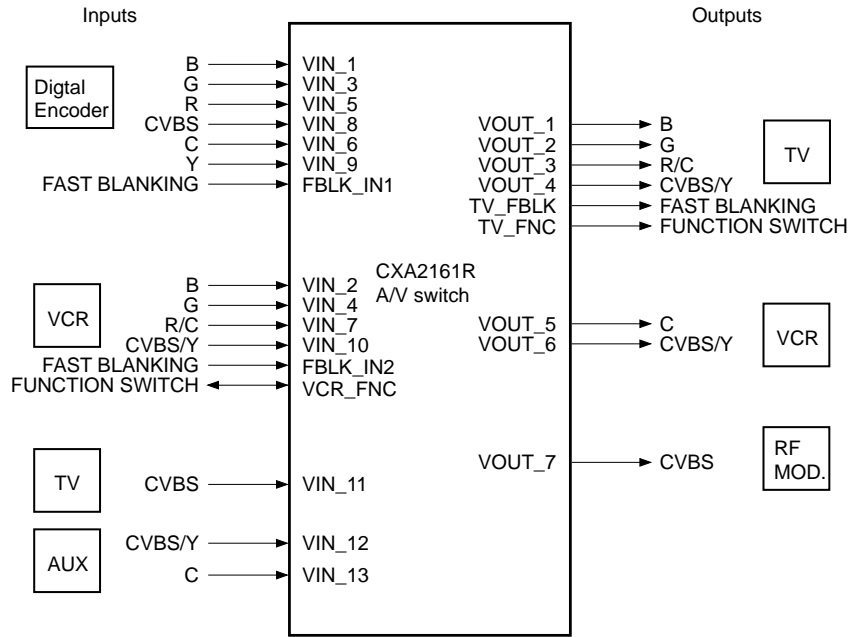 Inputs
Outputs
Digtal
Encoder
B
G
R
CVBS
C
Y
FAST BLANKING
VIN_1
VIN_3
VIN_5
VIN_8
VIN_6
VIN_9
FBLK_IN1
VCR
B
G
R/C
CVBS/Y
FAST BLANKING
FUNCTION SWITCH
VIN_2
VIN_4
VIN_7
VIN_10
FBLK_IN2
VCR_FNC
TV
CVBS
VIN_11
AUX
CVBS/Y
C
VIN_12
VIN_13
CXA2161R
A/V switch
VOUT_1
VOUT_2
VOUT_3
VOUT_4
TV_FBLK
TV_FNC
B
G
R/C
CVBS/Y
FAST BLANKING
FUNCTION SWITCH
TV
VOUT_5
VOUT_6
C
CVBS/Y
VCR
VOUT_7
CVBS
RF
MOD.